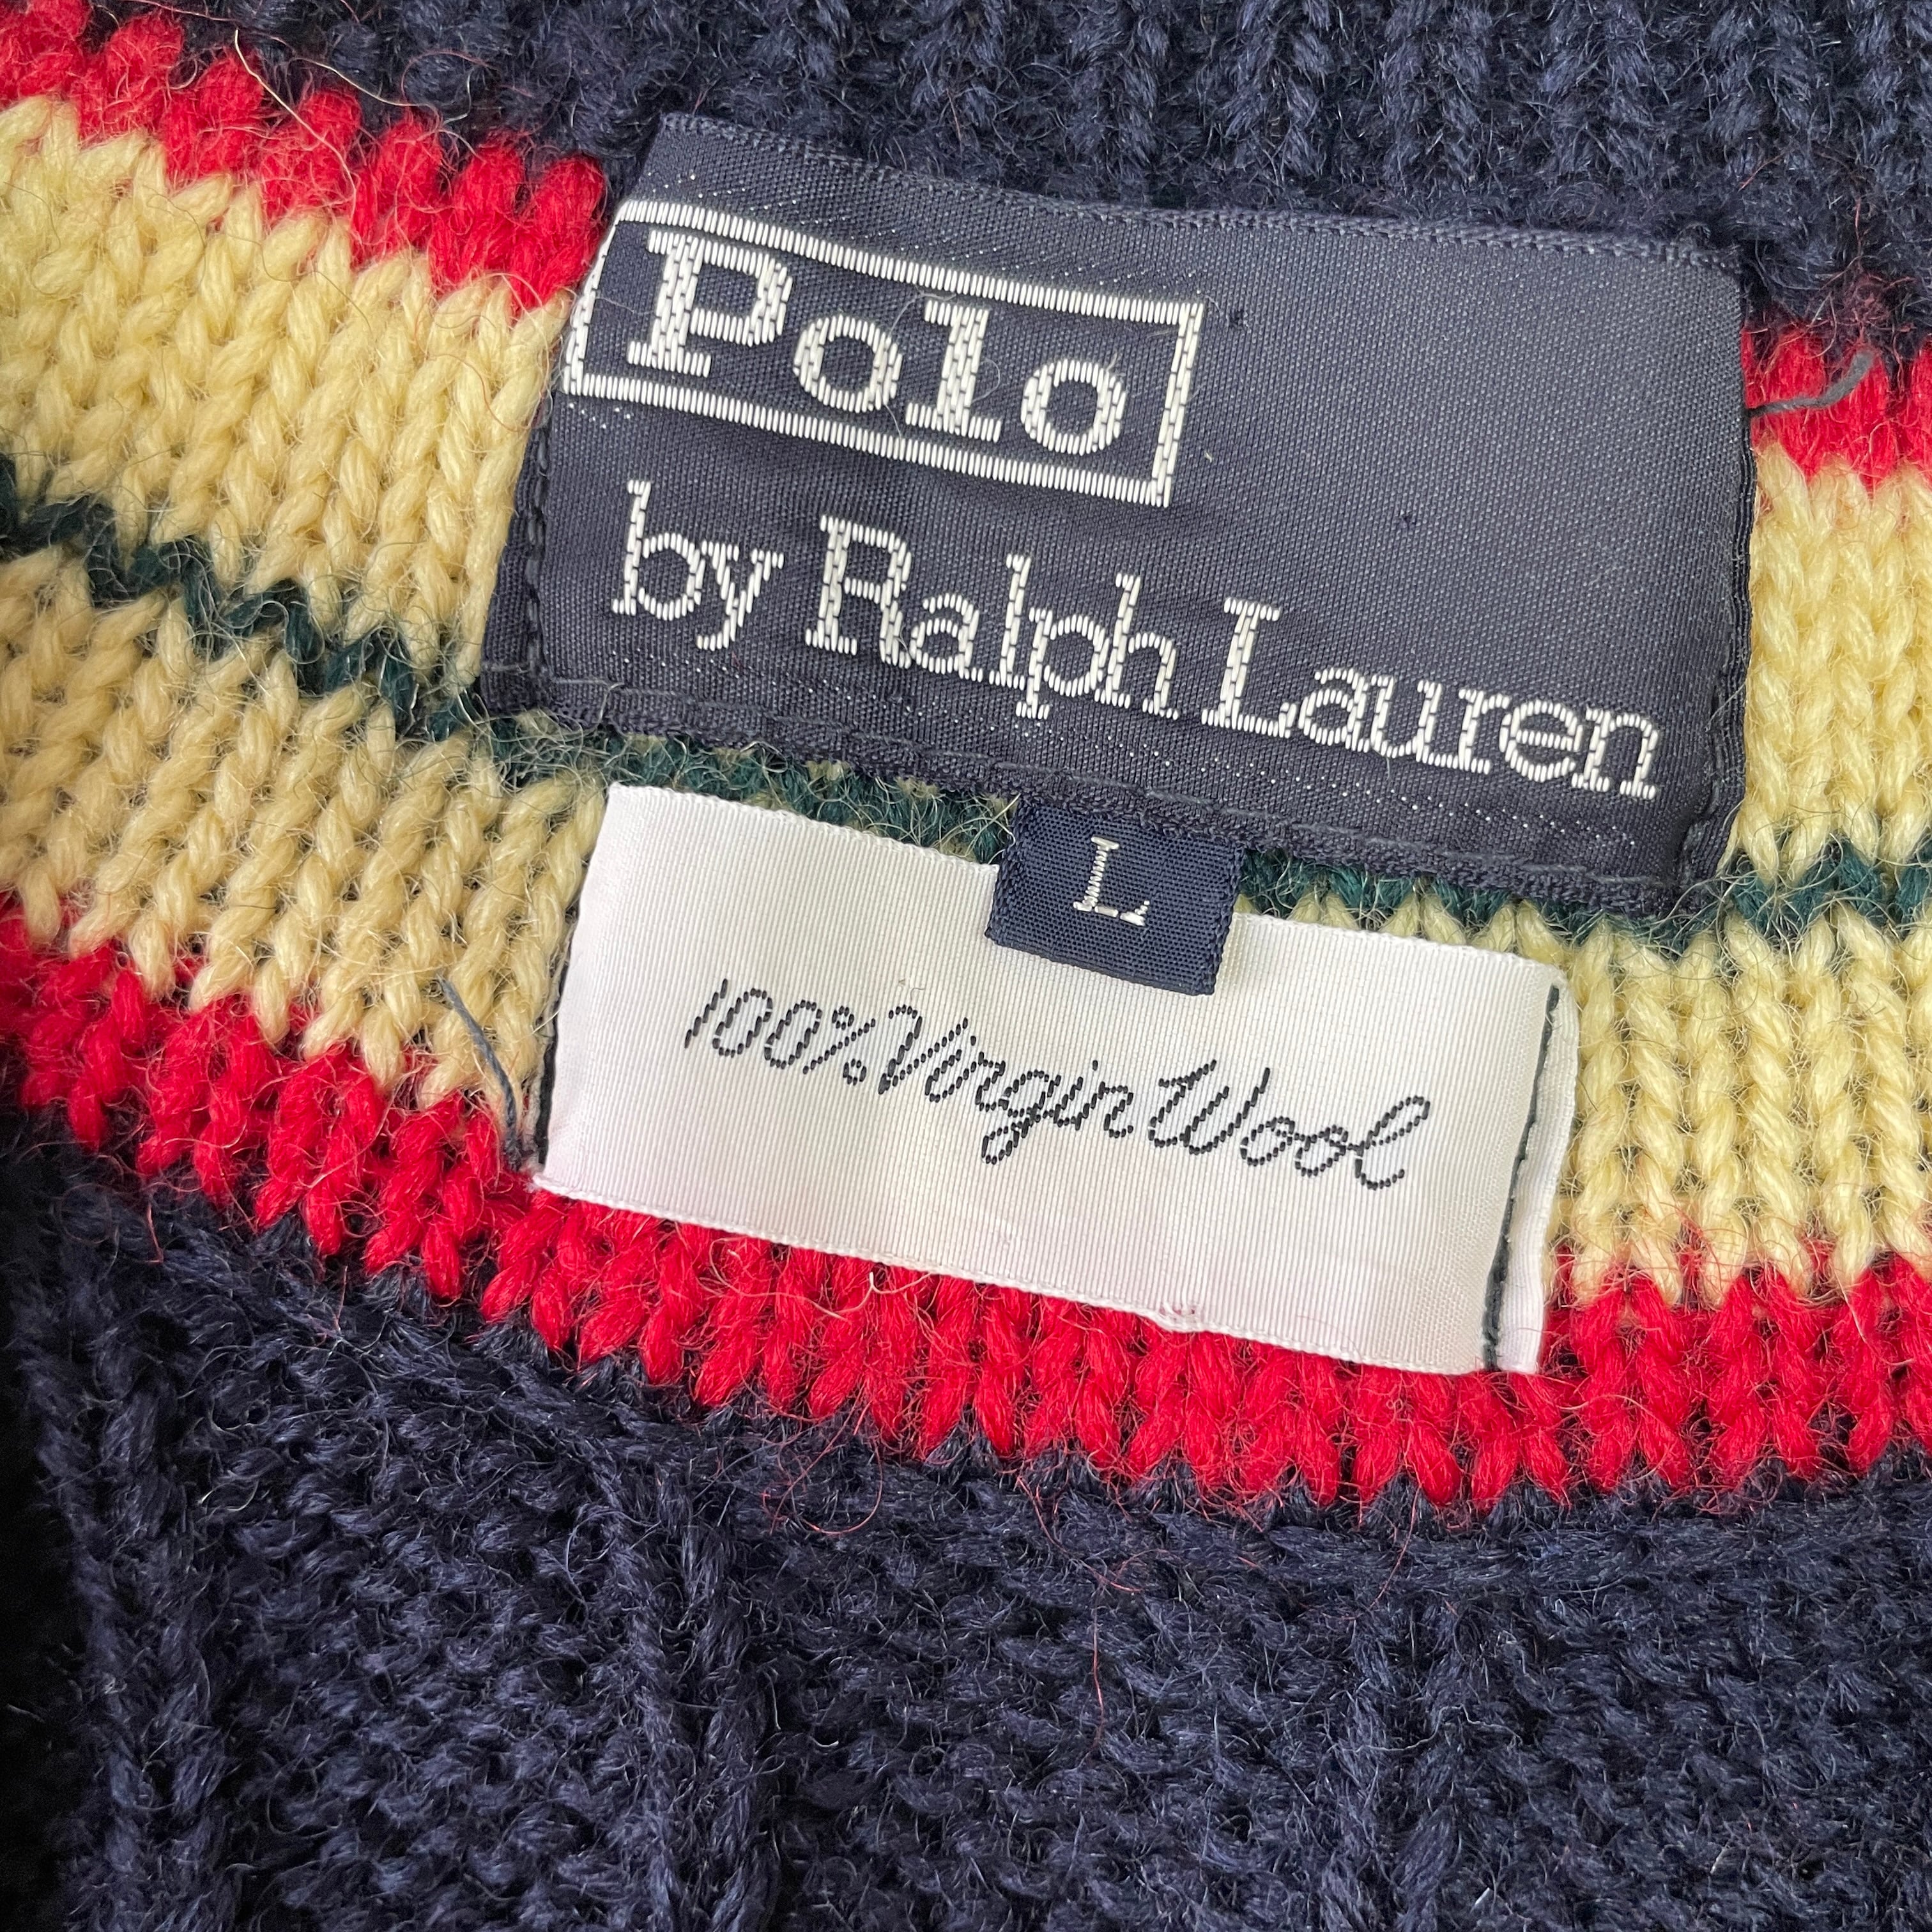 Polo
by Ralph Lauren
L
100% Virgin Wool